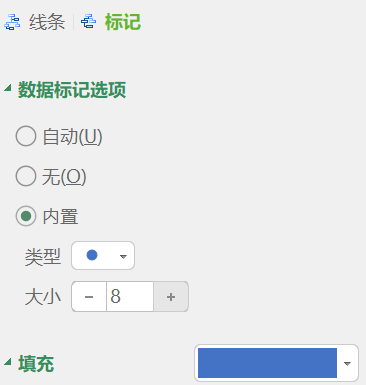 线条 标记
数据标记选项
自动(U)
无(O)
内置
类型
大小 8
填充